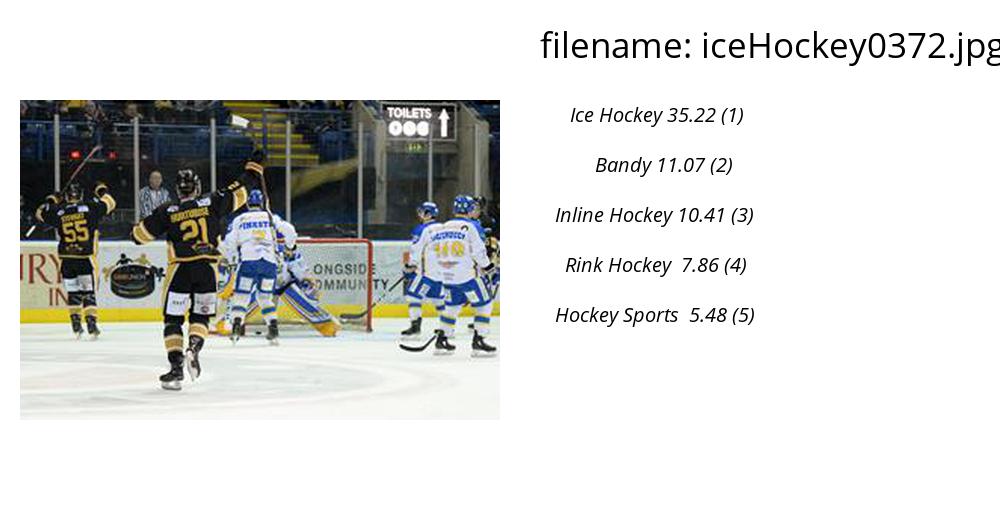 filename: iceHockey0372.jpg
Ice Hockey 35.22 (1)
Bandy 11.07 (2)
Inline Hockey 10.41 (3)
Rink Hockey 7.86 (4)
Hockey Sports 5.48 (5)
TOILETS
55
HURTUBISE
21
ONGSIDE
OMMUNITY